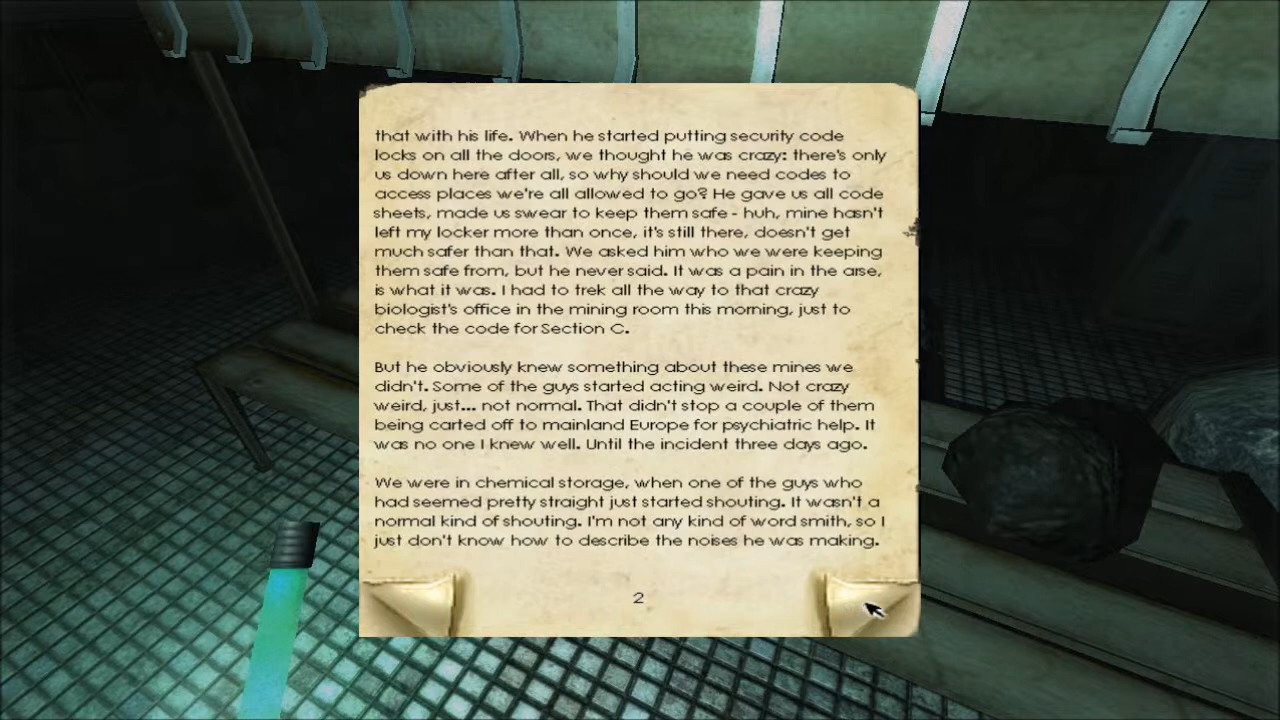 that with his life. When he started putting security code
locks on all the doors, we thought he was crazy: there's only
us down here after all, so why should we need codes to
access places we're all allowed to go? He gave us all code
sheets, made us swear to keep them safe - huh, mine hasn't
left my locker more than once, it's still there, doesn't get
much safer than that. We asked him who we were keeping
them safe from, but he never said. It was a pain in the arse,
is what it was. I had to trek all the way to that crazy
biologist's office in the mining room this morning, just to
check the code for Section C.
But he obviously knew something about these mines we
didn't. Some of the guys started acting weird. Not crazy
weird, just... not normal. That didn't stop a couple of them
being carted off to mainland Europe for psychiatric help. It
was no one I knew well. Until the incident three days ago.
We were in chemical storage, when one of the guys who
had seemed pretty straight just started shouting. It wasn't a
normal kind of shouting. I'm not any kind of word smith, so I
just don't know how to describe the noises he was making.
2